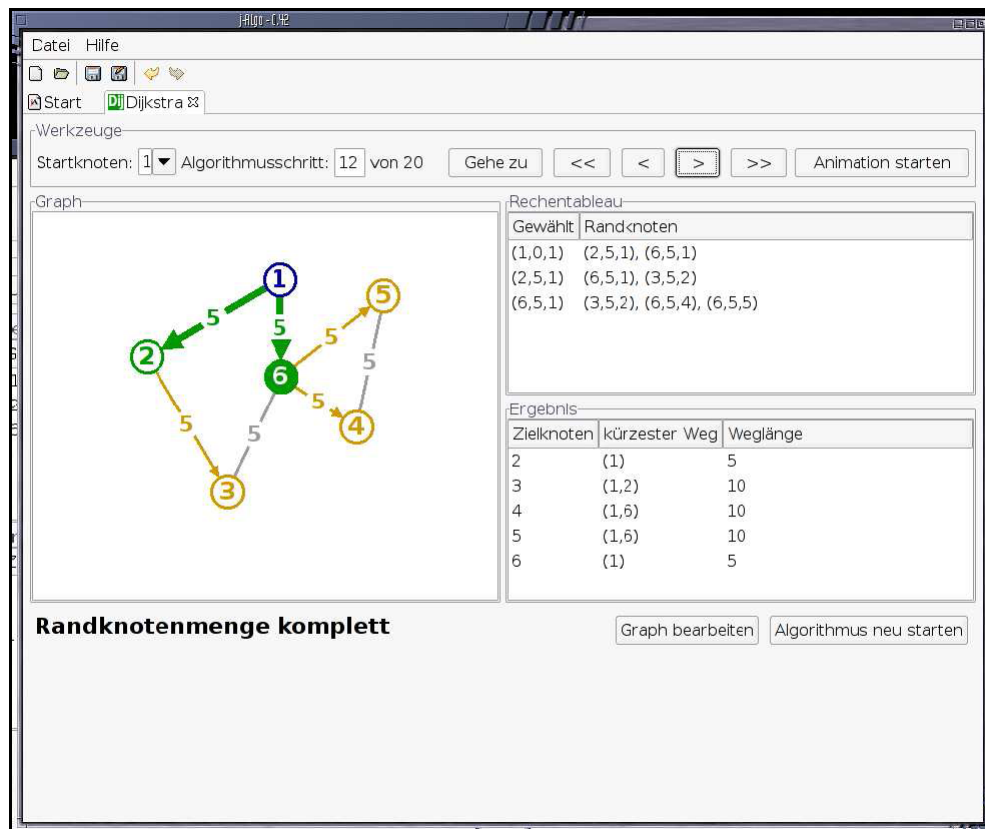 j-Algo - 0.42
Datei Hilfe
Start Dijkstra
Werkzeuge
Startknoten: 1 Algorithmusschritt: 12 von 20 Gehe zu << < > >> Animation starten
Graph
1
5
5
5
5
2
6
5
5
4
5
5
3
Rechentableau
Gewählt Randknoten
(1,0,1) (2,5,1), (6,5,1)
(2,5,1) (6,5,1), (3,5,2)
(6,5,1) (3,5,2), (6,5,4), (6,5,5)
Ergebnis
Zielknoten kürzester Weg Weglänge
2 (1) 5
3 (1,2) 10
4 (1,6) 10
5 (1,6) 10
6 (1) 5
Randknotenmenge komplett
Graph bearbeiten Algorithmus neu starten